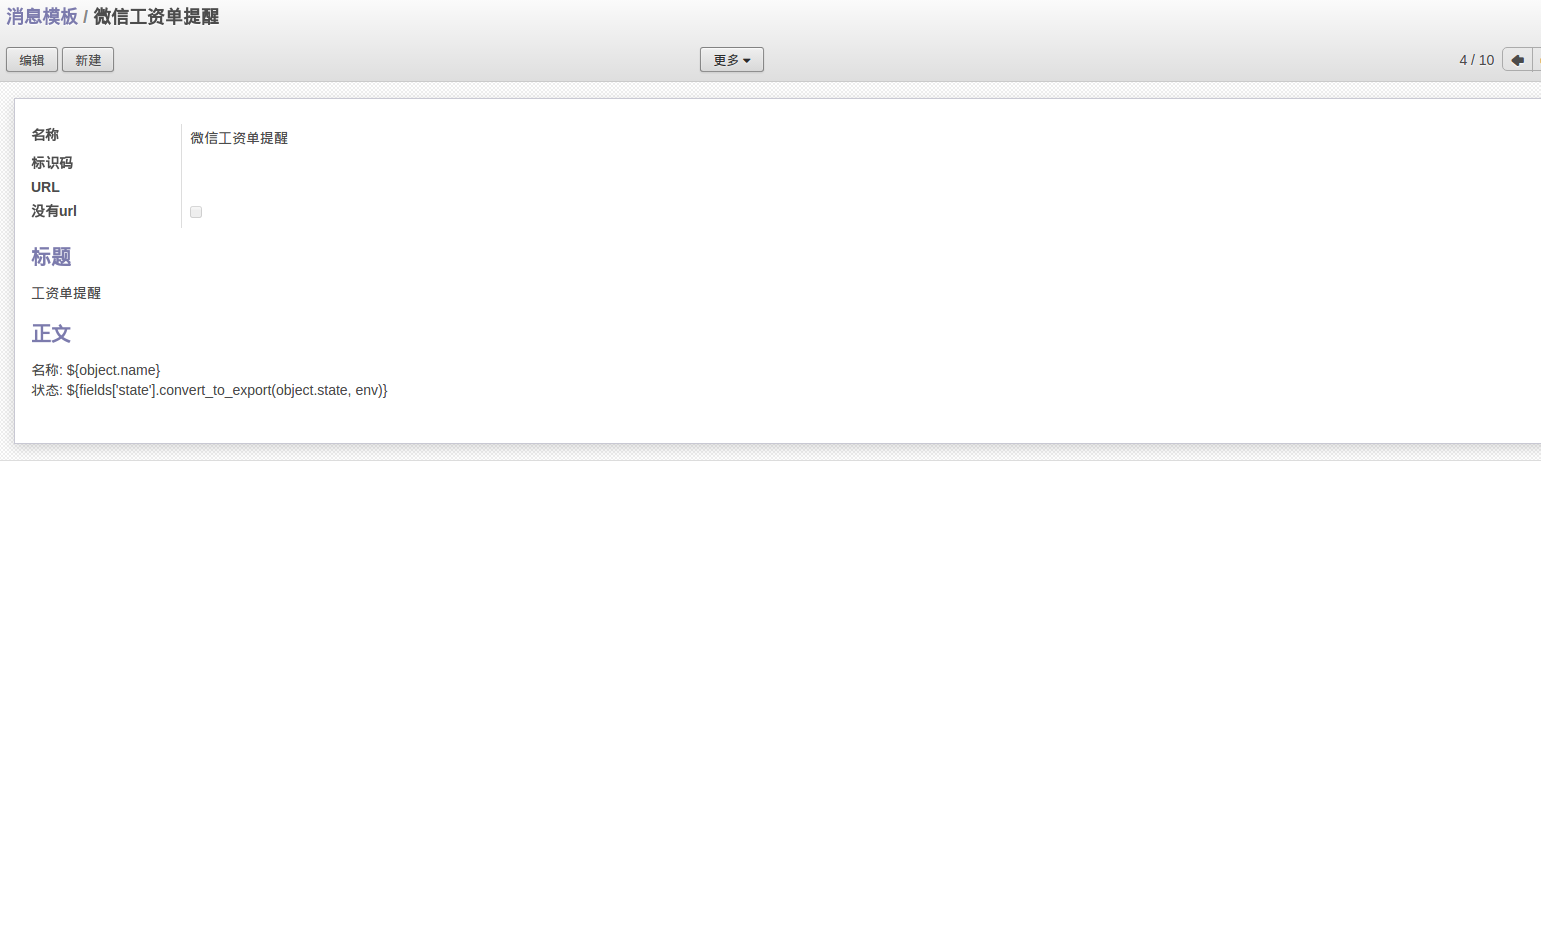 消息模板 / 微信工资单提醒
编辑 新建 更多 4 / 10
名称 微信工资单提醒
标识码
URL
没有url
标题
工资单提醒
正文
名称: ${object.name}
状态: ${fields['state'].convert_to_export(object.state, env)}